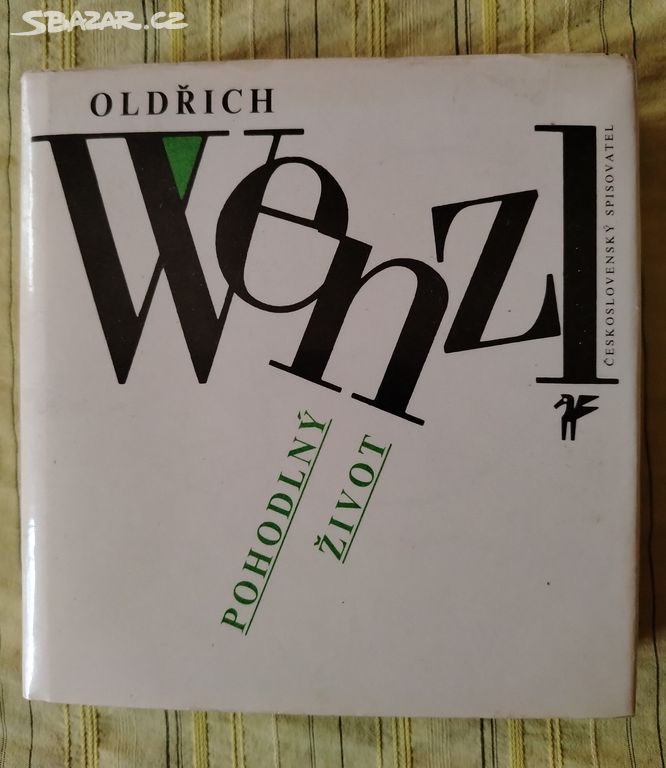 SBAZAR.CZ
OLDŘICH
Wenzl
ČESKOSLOVENSKÝ SPISOVATEL
POHODLNÝ
ŽIVOT